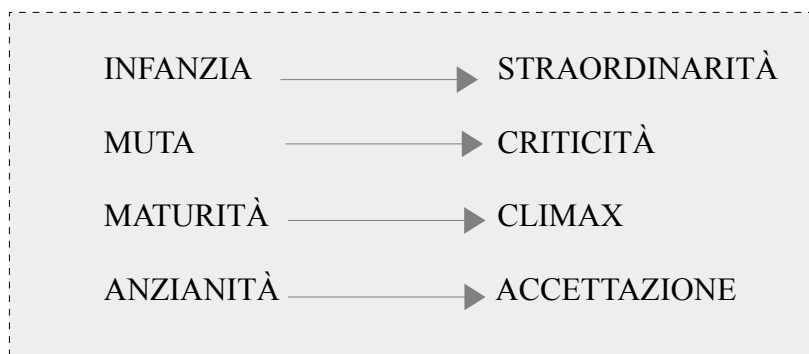 INFANZIA STRAORDINARITÀ
MUTA CRITICITÀ
MATURITÀ CLIMAX
ANZIANITÀ ACCETTAZIONE